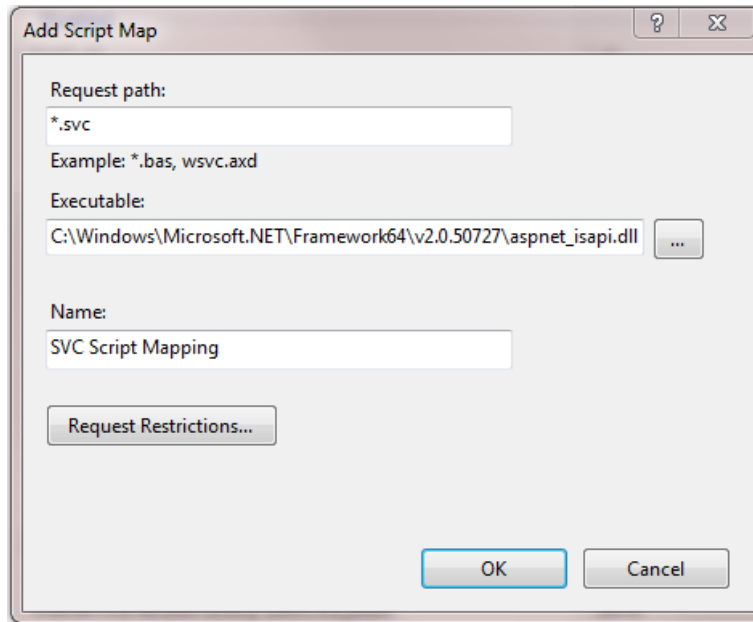 Add Script Map
Request path:
*.svc
Example: *.bas, wsvc.axd
Executable:
C:\Windows\Microsoft.NET\Framework64\v2.0.50727\aspnet_isapi.dll
...
Name:
SVC Script Mapping
Request Restrictions...
OK
Cancel